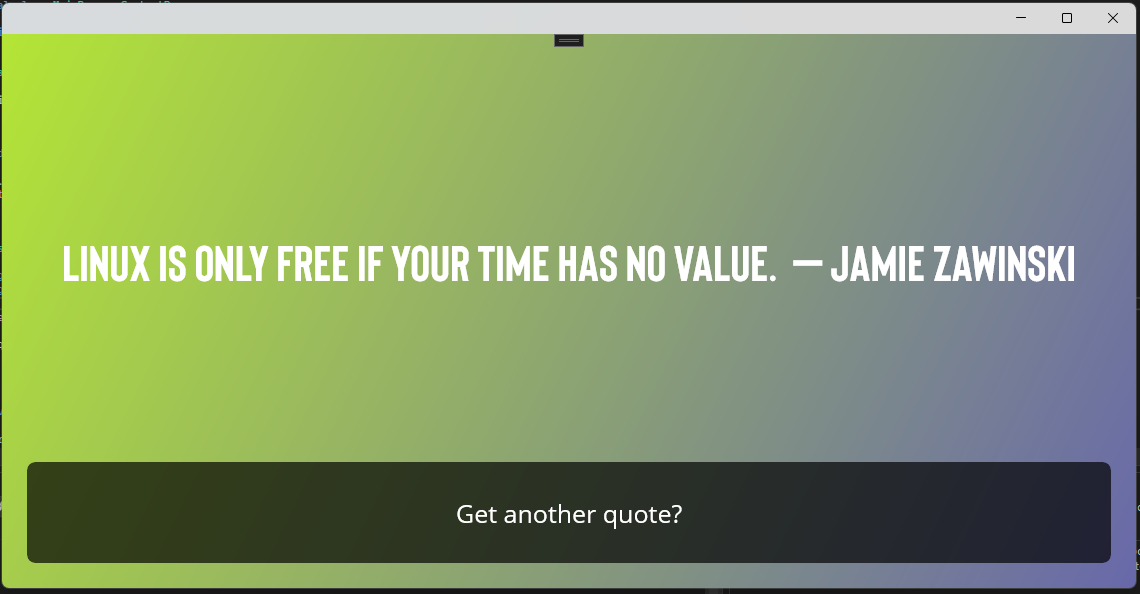 LINUX IS ONLY FREE IF YOUR TIME HAS NO VALUE. — JAMIE ZAWINSKI
Get another quote?